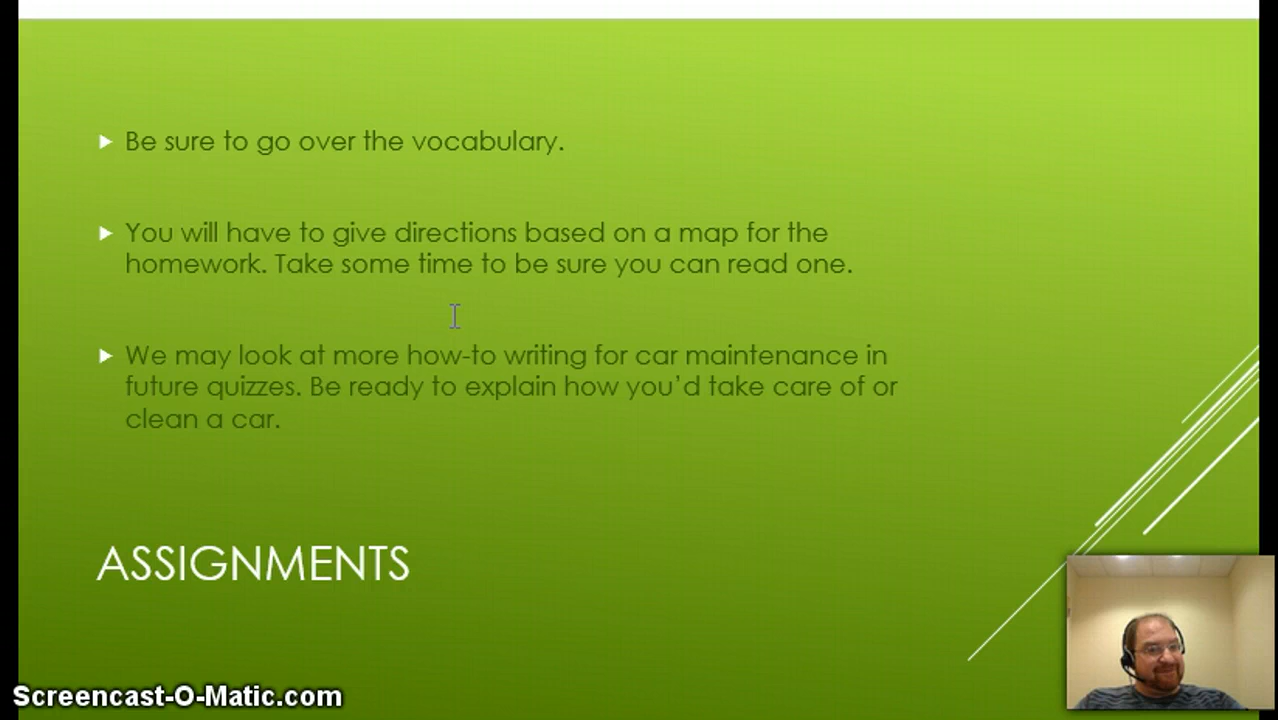 Be sure to go over the vocabulary.
You will have to give directions based on a map for the
homework. Take some time to be sure you can read one.
We may look at more how-to writing for car maintenance in
future quizzes. Be ready to explain how you'd take care of or
clean a car.
ASSIGNMENTS
Screencast-O-Matic.com